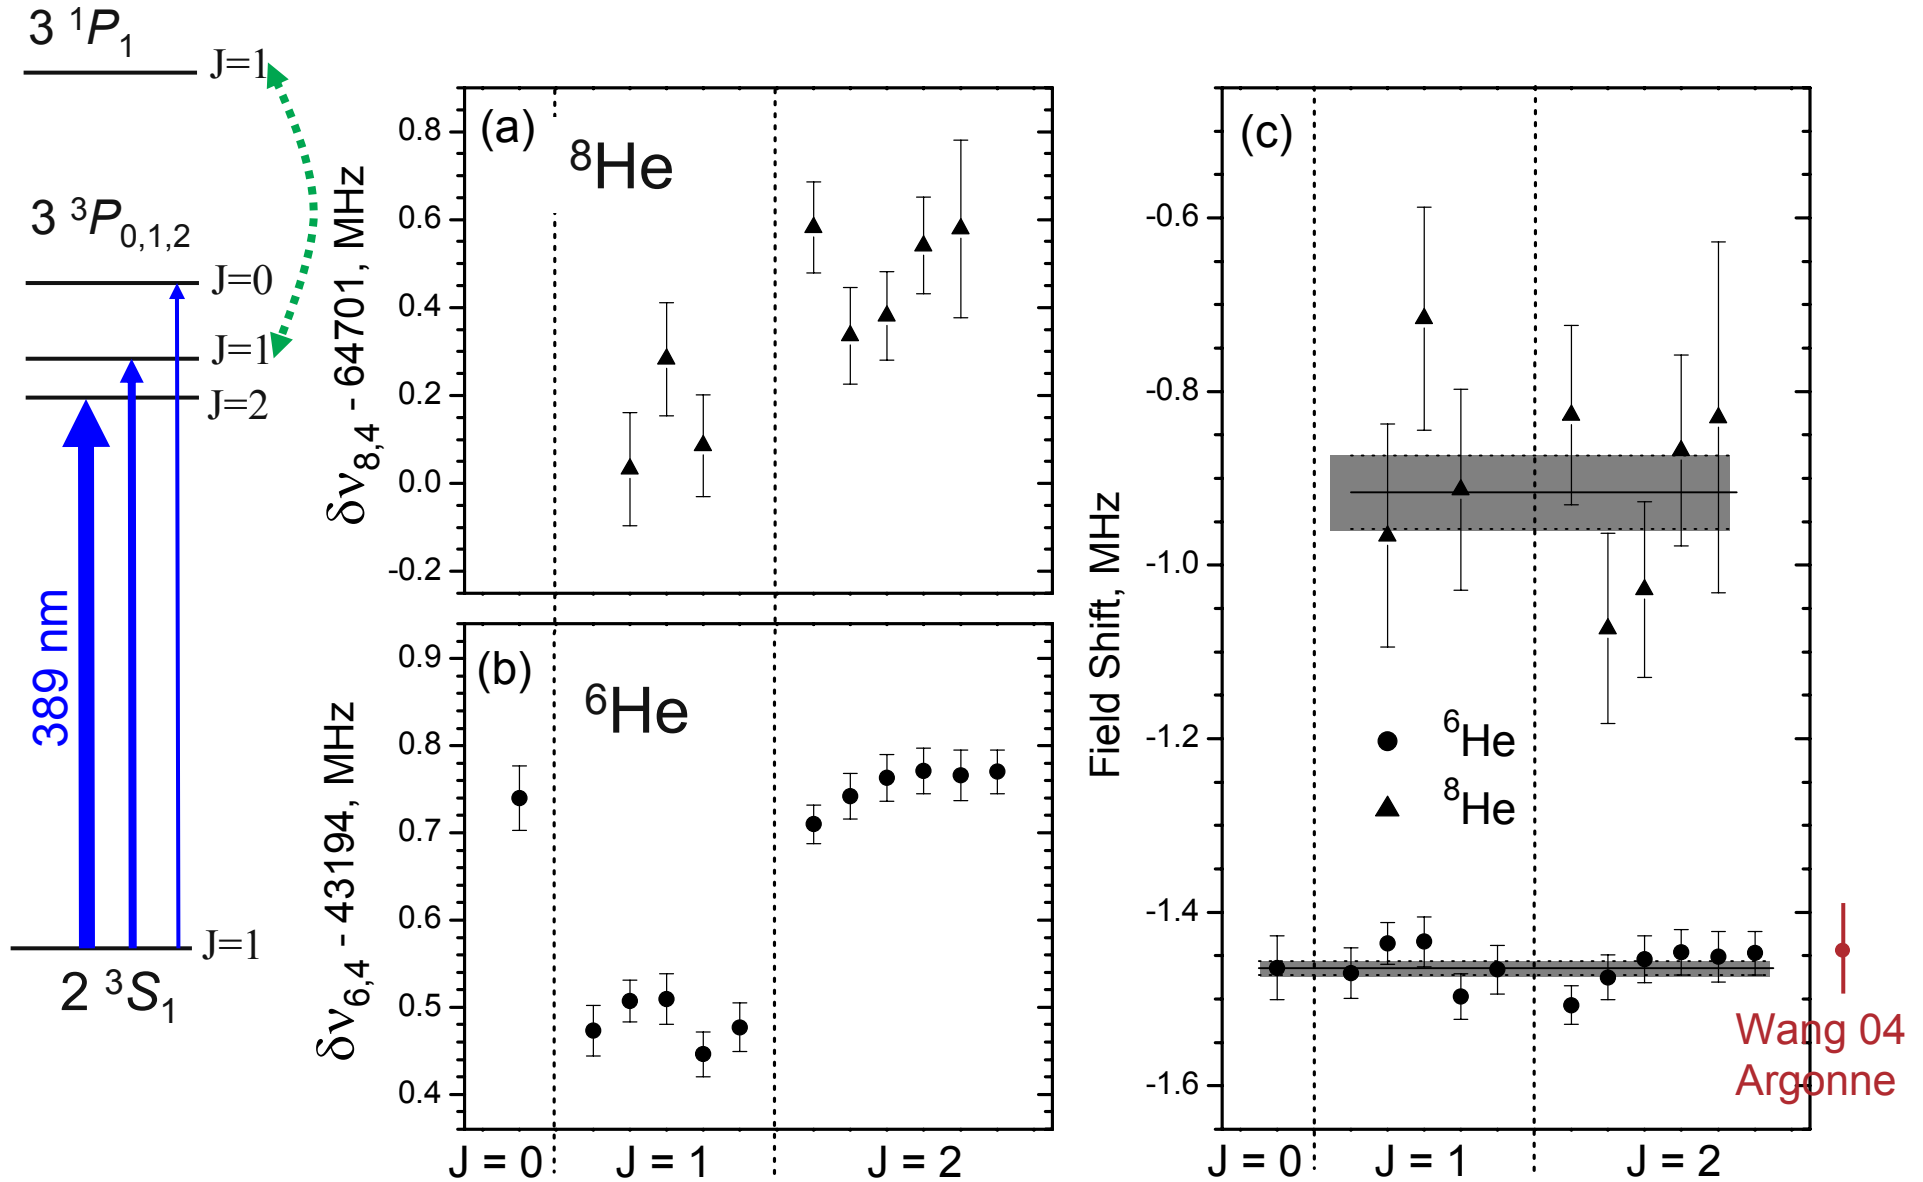 3 ¹P₁
J=1
3 ³P₀,₁,₂
J=0
J=1
J=2
389 nm
J=1
2 ³S₁
(a)
⁸He
δν₈,₄ - 64701, MHz
0.8
0.6
0.4
0.2
0.0
-0.2
(b)
⁶He
δν₆,₄ - 43194, MHz
0.9
0.8
0.7
0.6
0.5
0.4
J = 0
J = 1
J = 2
(c)
Field Shift, MHz
-0.6
-0.8
-1.0
-1.2
-1.4
-1.6
⁶He
⁸He
J = 0
J = 1
J = 2
Wang 04
Argonne